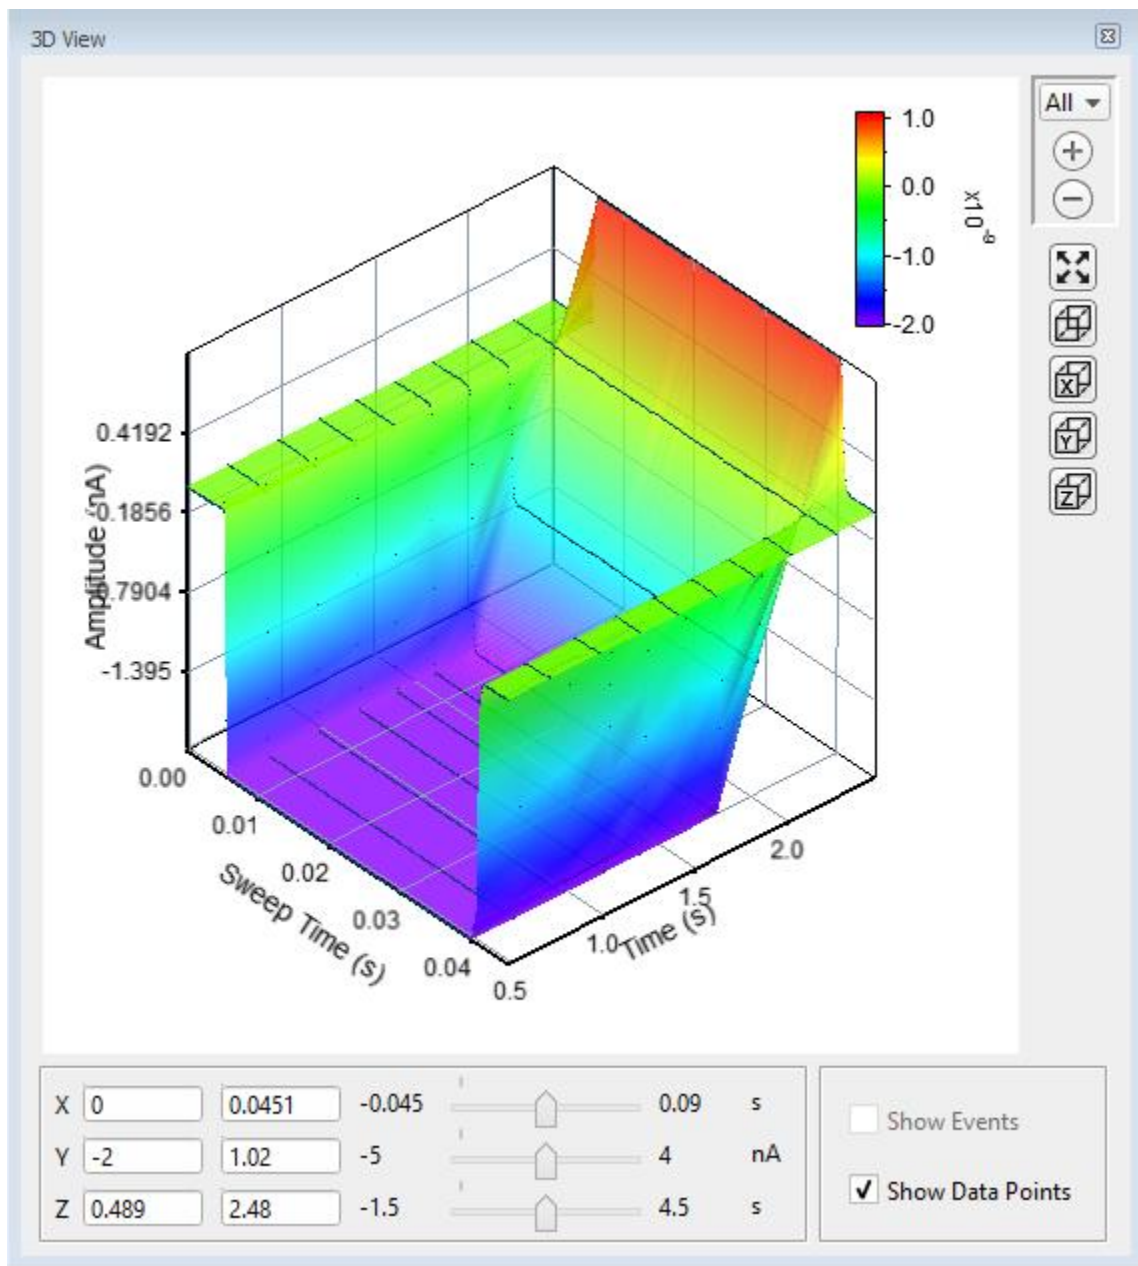 3D View
All
1.0
0.0
-1.0
-2.0
x10⁻⁹
X
Y
Z
Amplitude (nA)
0.4192
0.1856
0.7904
-1.395
0.00
0.01
0.02
0.03
0.04
Sweep Time (s)
0.5
1.0
1.5
2.0
Time (s)
X 0 0.0451 -0.045 0.09 s
Y -2 1.02 -5 4 nA
Z 0.489 2.48 -1.5 4.5 s
Show Events
Show Data Points